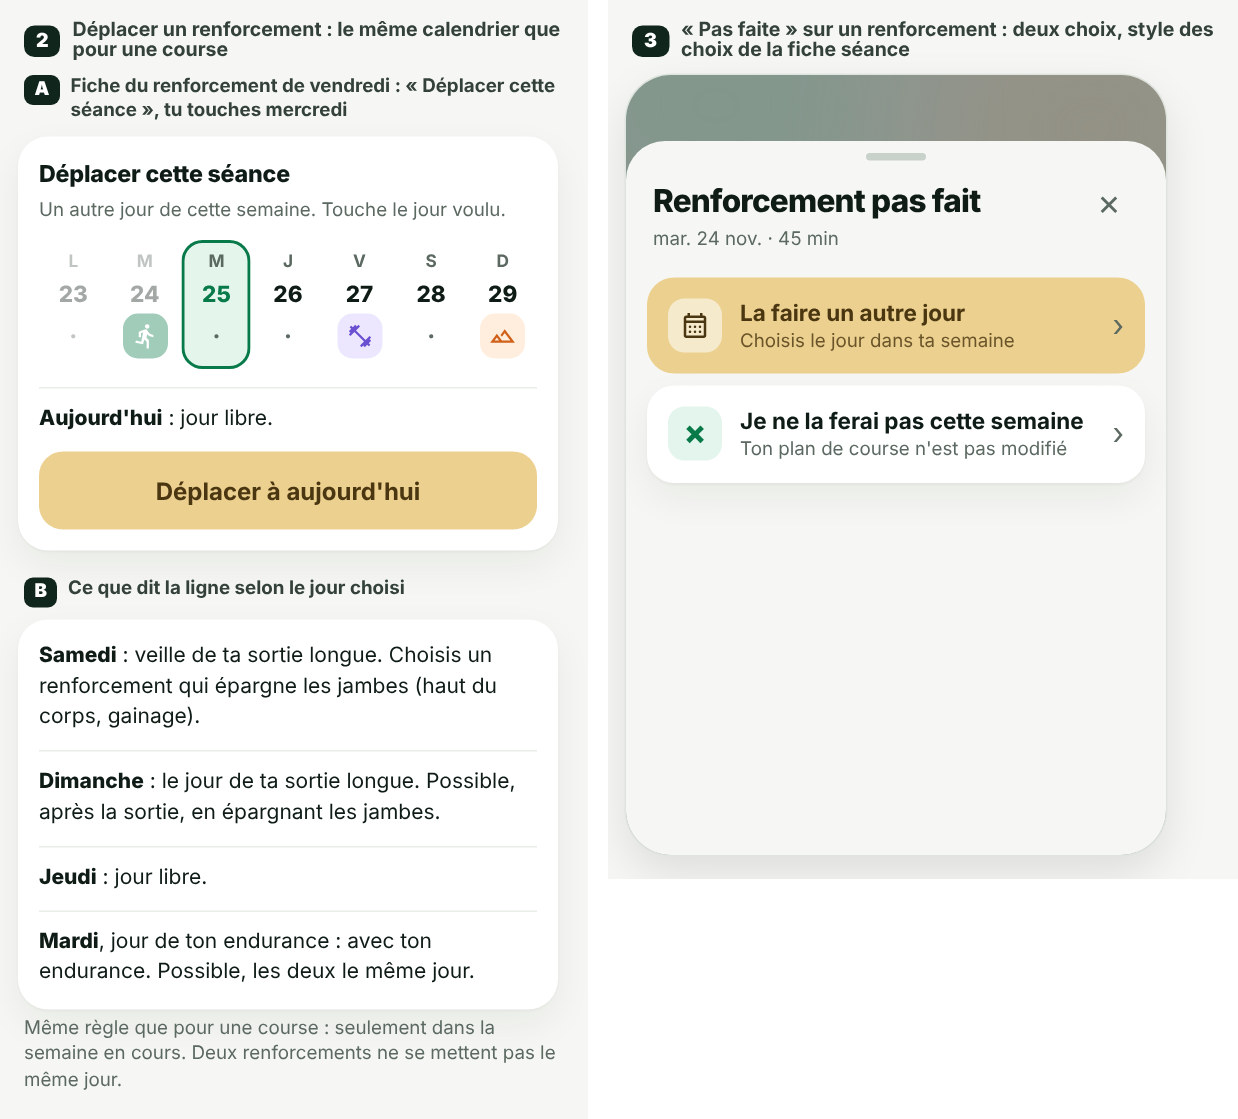 2
Déplacer un renforcement : le même calendrier que
pour une course
A
Fiche du renforcement de vendredi : « Déplacer cette
séance », tu touches mercredi
Déplacer cette séance
Un autre jour de cette semaine. Touche le jour voulu.
L M M J V S D
23 24 25 26 27 28 29
Aujourd'hui : jour libre.
Déplacer à aujourd'hui
B
Ce que dit la ligne selon le jour choisi
Samedi : veille de ta sortie longue. Choisis un
renforcement qui épargne les jambes (haut du
corps, gainage).
Dimanche : le jour de ta sortie longue. Possible,
après la sortie, en épargnant les jambes.
Jeudi : jour libre.
Mardi, jour de ton endurance : avec ton
endurance. Possible, les deux le même jour.
Même règle que pour une course : seulement dans la
semaine en cours. Deux renforcements ne se mettent pas le
même jour.
3
« Pas faite » sur un renforcement : deux choix, style des
choix de la fiche séance
Renforcement pas fait
mar. 24 nov. · 45 min
La faire un autre jour
Choisis le jour dans ta semaine
Je ne la ferai pas cette semaine
Ton plan de course n'est pas modifié